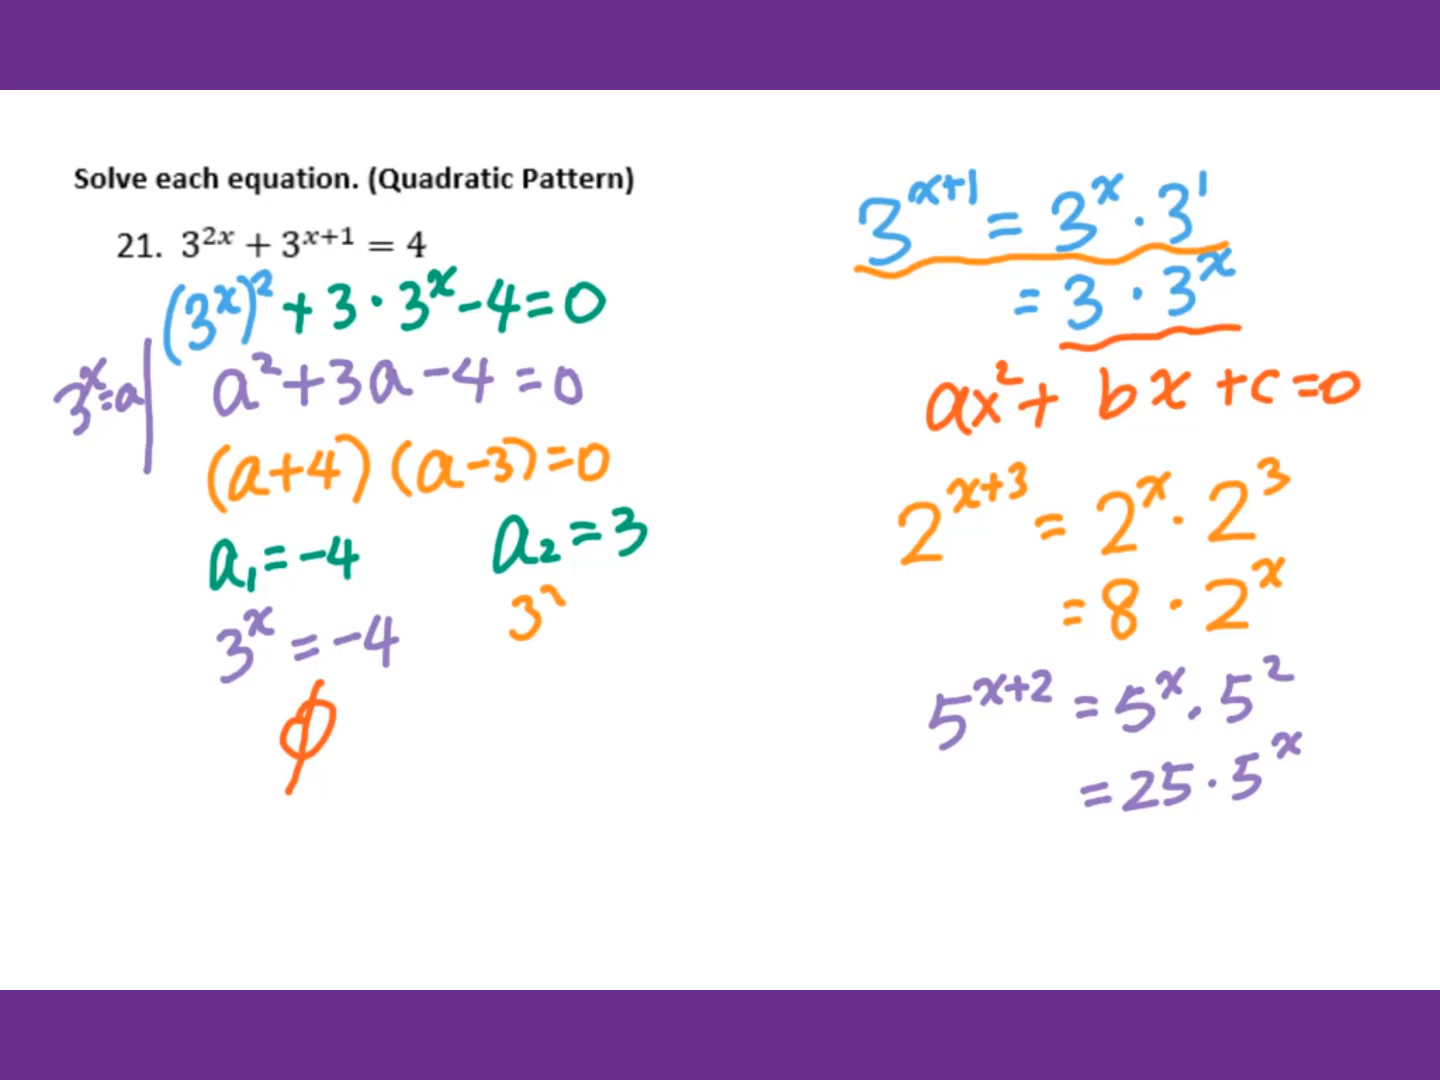 Solve each equation. (Quadratic Pattern)
21. 3^{2x} + 3^{x+1} = 4
(3^x)^2 + 3 · 3^x - 4 = 0
3^x = a
a^2 + 3a - 4 = 0
(a+4) (a-3) = 0
a_1 = -4 a_2 = 3
3^x = -4 3^x
ϕ
3^{x+1} = 3^x · 3^1
= 3 · 3^x
ax^2 + bx + c = 0
2^{x+3} = 2^x · 2^3
= 8 · 2^x
5^{x+2} = 5^x · 5^2
= 25 · 5^x